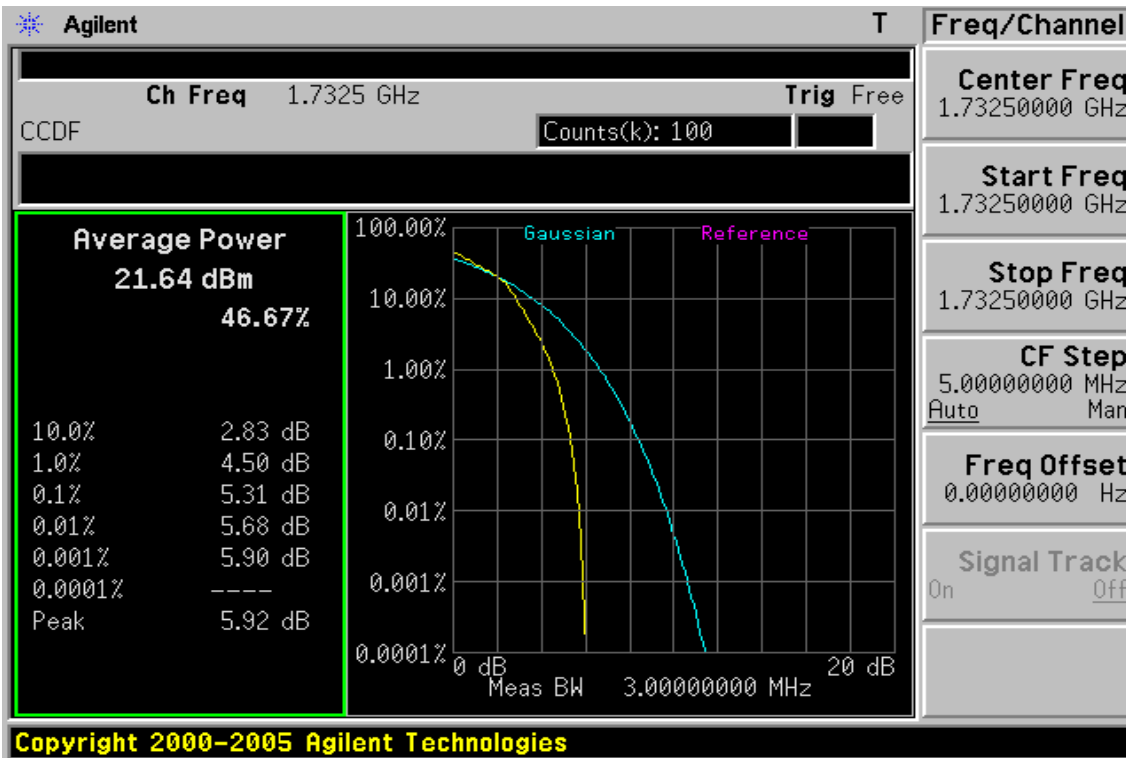 Agilent T
Freq/Channel
Ch Freq 1.7325 GHz Trig Free
CCDF Counts(k): 100
Average Power
21.64 dBm
46.67%
10.0% 2.83 dB
1.0% 4.50 dB
0.1% 5.31 dB
0.01% 5.68 dB
0.001% 5.90 dB
0.0001% ----
Peak 5.92 dB
Gaussian Reference
100.00%
10.00%
1.00%
0.10%
0.01%
0.001%
0.0001%
0 dB 20 dB
Meas BW 3.00000000 MHz
Center Freq
1.73250000 GHz
Start Freq
1.73250000 GHz
Stop Freq
1.73250000 GHz
CF Step
5.00000000 MHz
Auto Man
Freq Offset
0.00000000 Hz
Signal Track
On Off
Copyright 2000-2005 Agilent Technologies